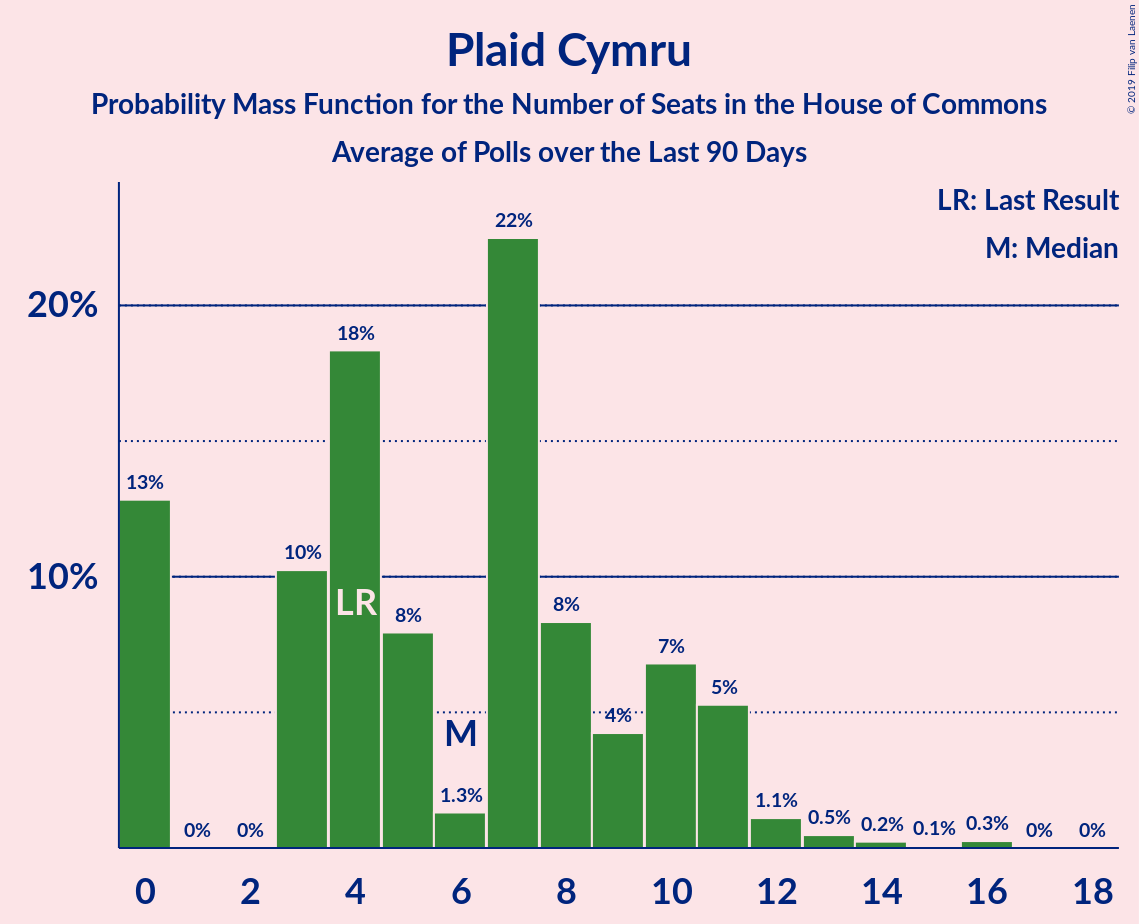 Plaid Cymru
Probability Mass Function for the Number of Seats in the House of Commons
Average of Polls over the Last 90 Days
© 2019 Filip van Laenen
LR: Last Result
M: Median
20%
10%
13%
0%
0%
10%
18%
8%
1.3%
22%
8%
4%
7%
5%
1.1%
0.5%
0.2%
0.1%
0.3%
0%
0%
LR
M
0 2 4 6 8 10 12 14 16 18